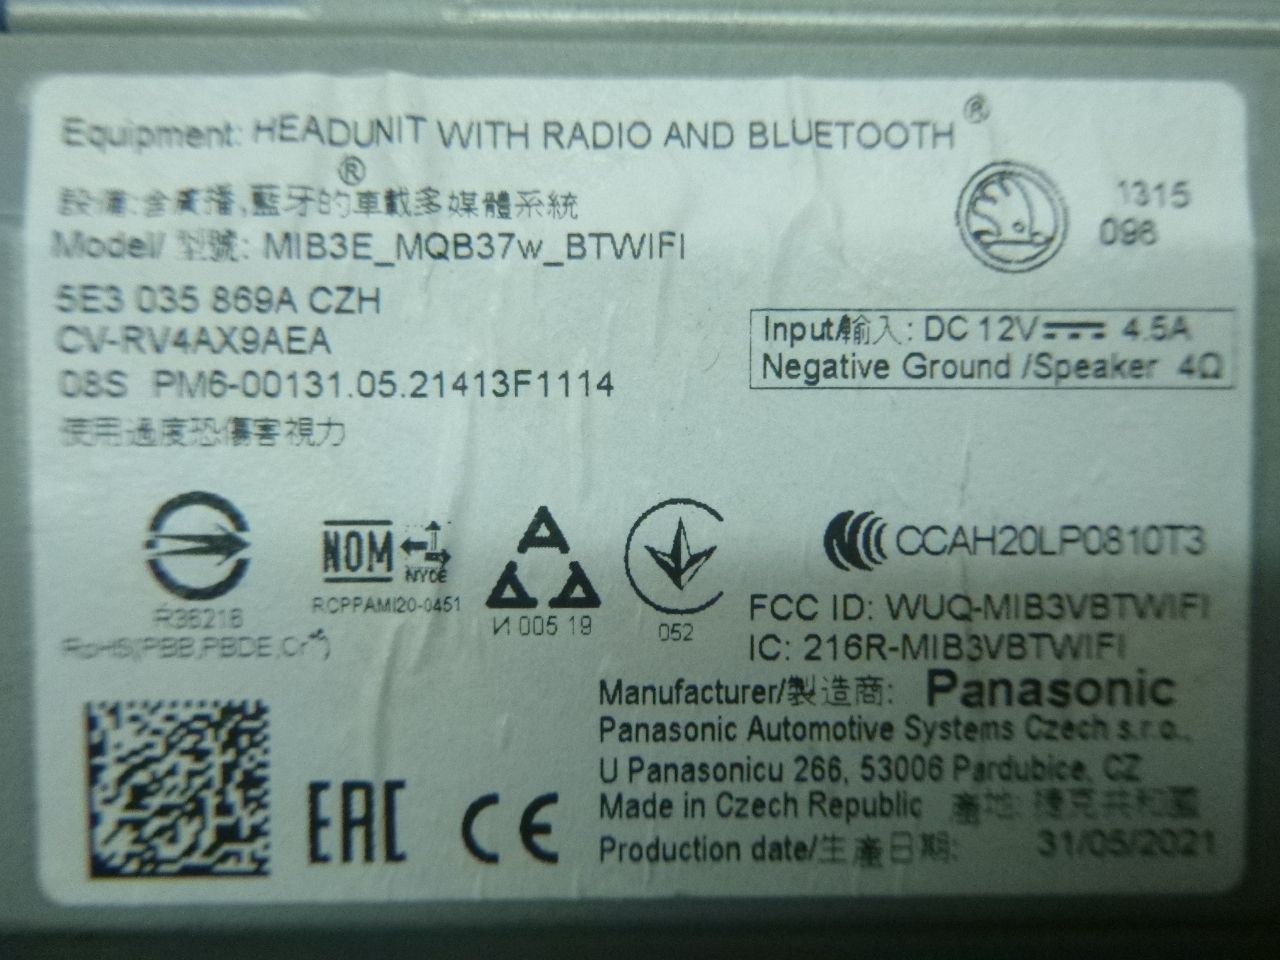 Equipment: HEADUNIT WITH RADIO AND BLUETOOTH®
設備:含廣播,藍牙®的車載多媒體系統
Model/ 型號: MIB3E_MQB37w_BTWIFI
1315
096
5E3 035 869A CZH
CV-RV4AX9AEA
08S PM6-00131.05.21413F1114
使用過度恐傷害視力
Input/輸入: DC 12V 4.5A
Negative Ground /Speaker 4Ω
R36216
RoHS(PBB,PBDE,Cr⁺⁶)
NOM
NYCE
RCPPAMI20-0451
И 005 19
052
CCAH20LP0810T3
FCC ID: WUQ-MIB3VBTWIFI
IC: 216R-MIB3VBTWIFI
Manufacturer/製造商: Panasonic
Panasonic Automotive Systems Czech s.r.o.,
U Panasonicu 266, 53006 Pardubice, CZ
Made in Czech Republic 產地: 捷克共和國
Production date/生產日期: 31/05/2021
EAC
CE